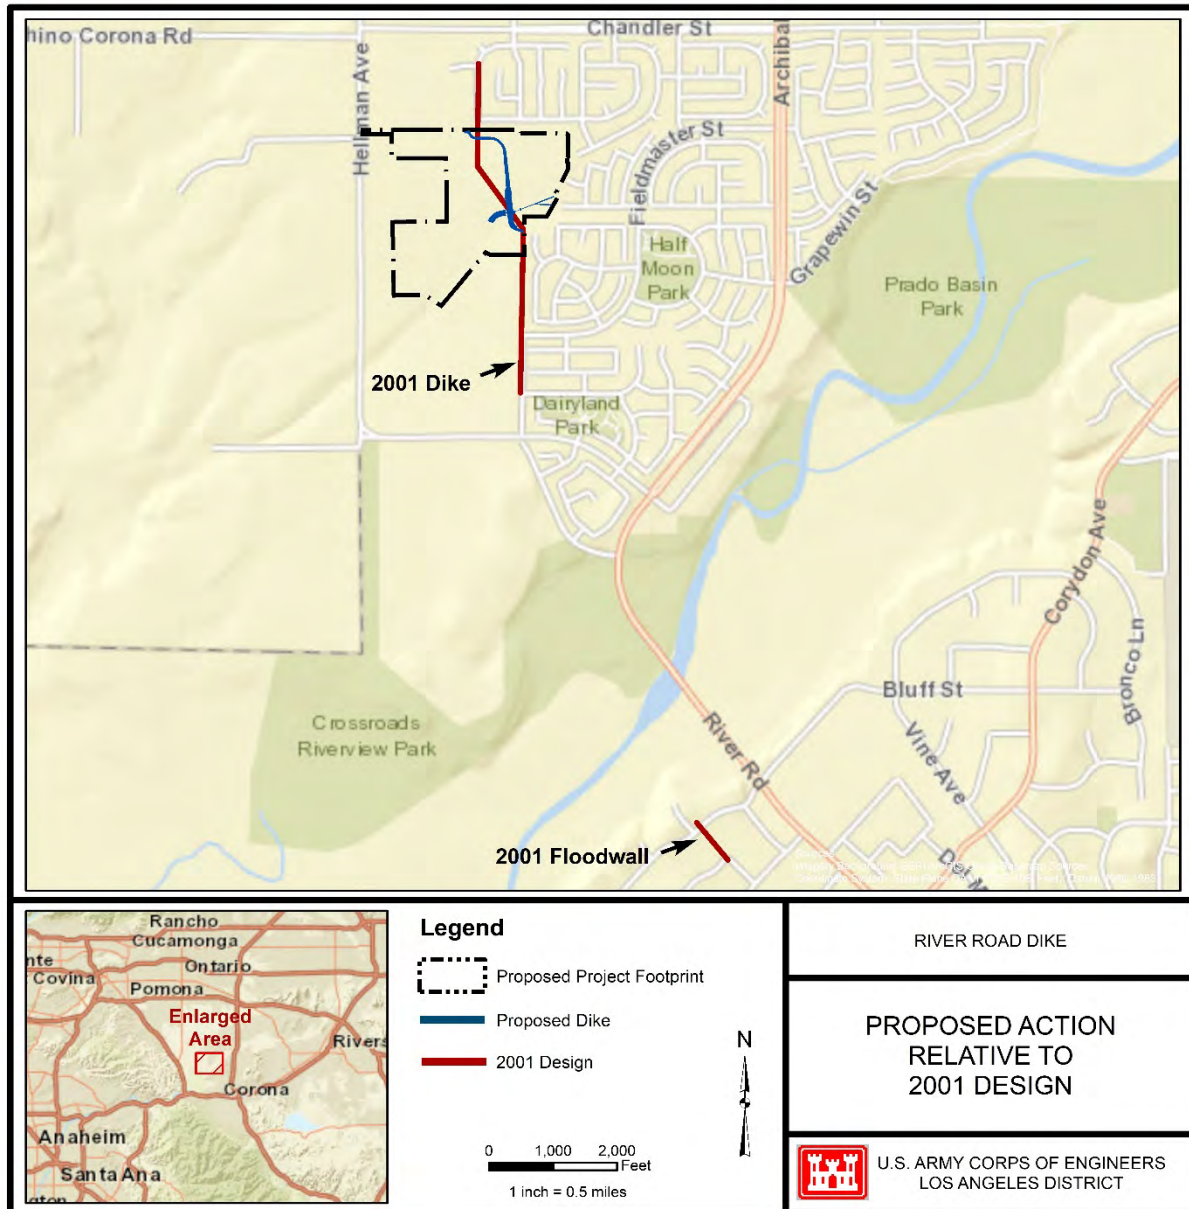 hino Corona Rd
Chandler St
Archibal
Hellman Ave
Fieldmaster St
Grapewin St
Half
Moon
Park
Prado Basin
Park
2001 Dike
Dairyland
Park
Corydon Ave
Bronco Ln
Bluff St
Vine Ave
Crossroads
Riverview Park
River Rd
2001 Floodwall
Del M
Rancho
Cucamonga
nte
Covina
Ontario
Pomona
Enlarged
Area
Rivers
Corona
Anaheim
Santa Ana
gton
Legend
Proposed Project Footprint
Proposed Dike
2001 Design
N
0 1,000 2,000
Feet
1 inch = 0.5 miles
RIVER ROAD DIKE
PROPOSED ACTION
RELATIVE TO
2001 DESIGN
U.S. ARMY CORPS OF ENGINEERS
LOS ANGELES DISTRICT